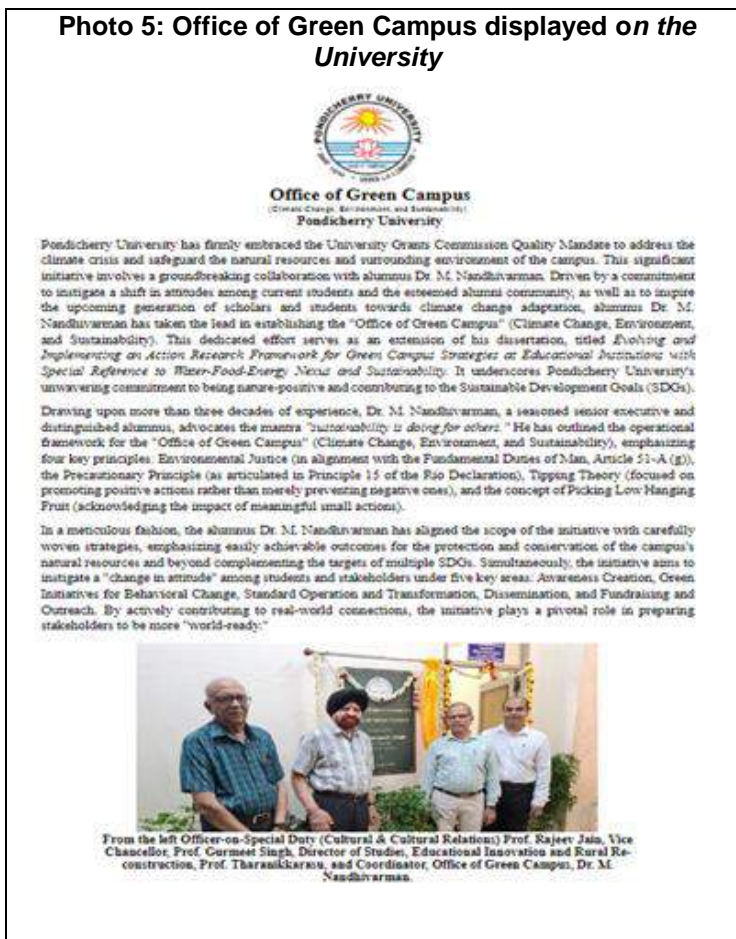 Photo 5: Office of Green Campus displayed on the
University
PONDICHERRY UNIVERSITY
Office of Green Campus
(Climate Change, Environment, and Sustainability)
Pondicherry University
Pondicherry University has firmly embraced the University Grants Commission Quality Mandate to address the
climate crisis and safeguard the natural resources and surrounding environment of the campus. This significant
initiative involves a groundbreaking collaboration with alumnus Dr. M. Nandhivarman. Driven by a commitment
to instigate a shift in attitudes among current students and the esteemed alumni community, as well as to inspire
the upcoming generation of scholars and students towards climate change adaptation, alumnus Dr. M.
Nandhivarman has taken the lead in establishing the "Office of Green Campus" (Climate Change, Environment,
and Sustainability). This dedicated effort serves as an extension of his dissertation, titled Evolving and
Implementing an Action Research Framework for Green Campus Strategies at Educational Institutions with
Special Reference to Water-Food-Energy Nexus and Sustainability. It underscores Pondicherry University's
unwavering commitment to being nature-positive and contributing to the Sustainable Development Goals (SDGs).
Drawing upon more than three decades of experience, Dr. M. Nandhivarman, a seasoned senior executive and
distinguished alumnus, advocates the mantra "sustainability is doing for others." He has outlined the operational
framework for the "Office of Green Campus" (Climate Change, Environment, and Sustainability), emphasizing
four key principles: Environmental Justice (in alignment with the Fundamental Duties of Man, Article 51-A (g)),
the Precautionary Principle (as articulated in Principle 15 of the Rio Declaration), Tipping Theory (focused on
promoting positive actions rather than merely preventing negative ones), and the concept of Picking Low Hanging
Fruit (acknowledging the impact of meaningful small actions).
In a meticulous fashion, the alumnus Dr. M. Nandhivarman has aligned the scope of the initiative with carefully
woven strategies, emphasizing easily achievable outcomes for the protection and conservation of the campus's
natural resources and beyond complementing the targets of multiple SDGs. Simultaneously, the initiative aims to
instigate a "change in attitude" among students and stakeholders under five key areas: Awareness Creation, Green
Initiatives for Behavioral Change, Standard Operation and Transformation, Dissemination, and Fundraising and
Outreach. By actively contributing to real-world connections, the initiative plays a pivotal role in preparing
stakeholders to be more "world-ready."
From the left Officer-on-Special Duty (Cultural & Cultural Relations) Prof. Rajeev Jain, Vice
Chancellor, Prof. Gurmeet Singh, Director of Studies, Educational Innovation and Rural Re-
construction, Prof. Tharanikkarasu, and Coordinator, Office of Green Campus, Dr. M.
Nandhivarman.